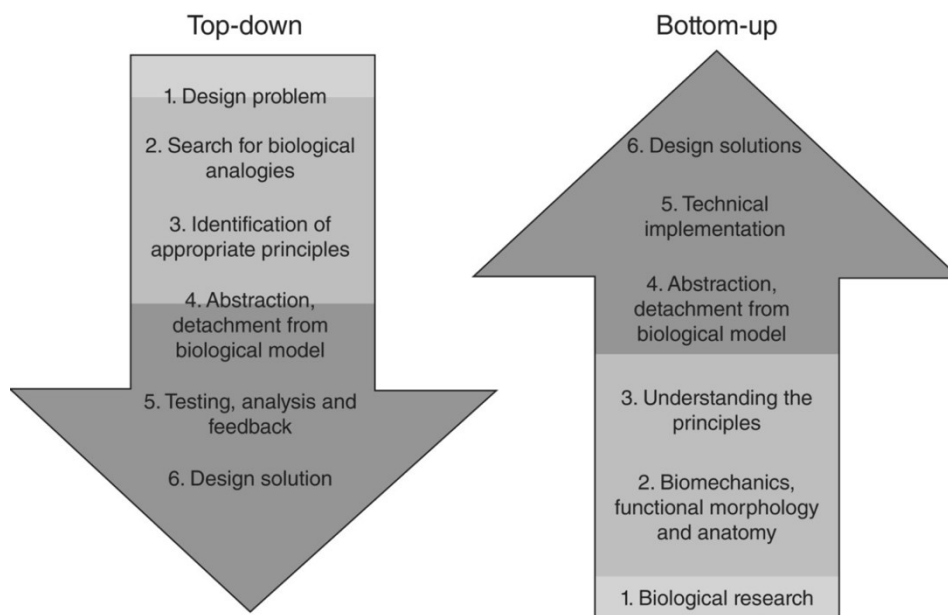 Top-down
1. Design problem
2. Search for biological
analogies
3. Identification of
appropriate principles
4. Abstraction,
detachment from
biological model
5. Testing, analysis and
feedback
6. Design solution
Bottom-up
6. Design solutions
5. Technical
implementation
4. Abstraction,
detachment from
biological model
3. Understanding the
principles
2. Biomechanics,
functional morphology
and anatomy
1. Biological research